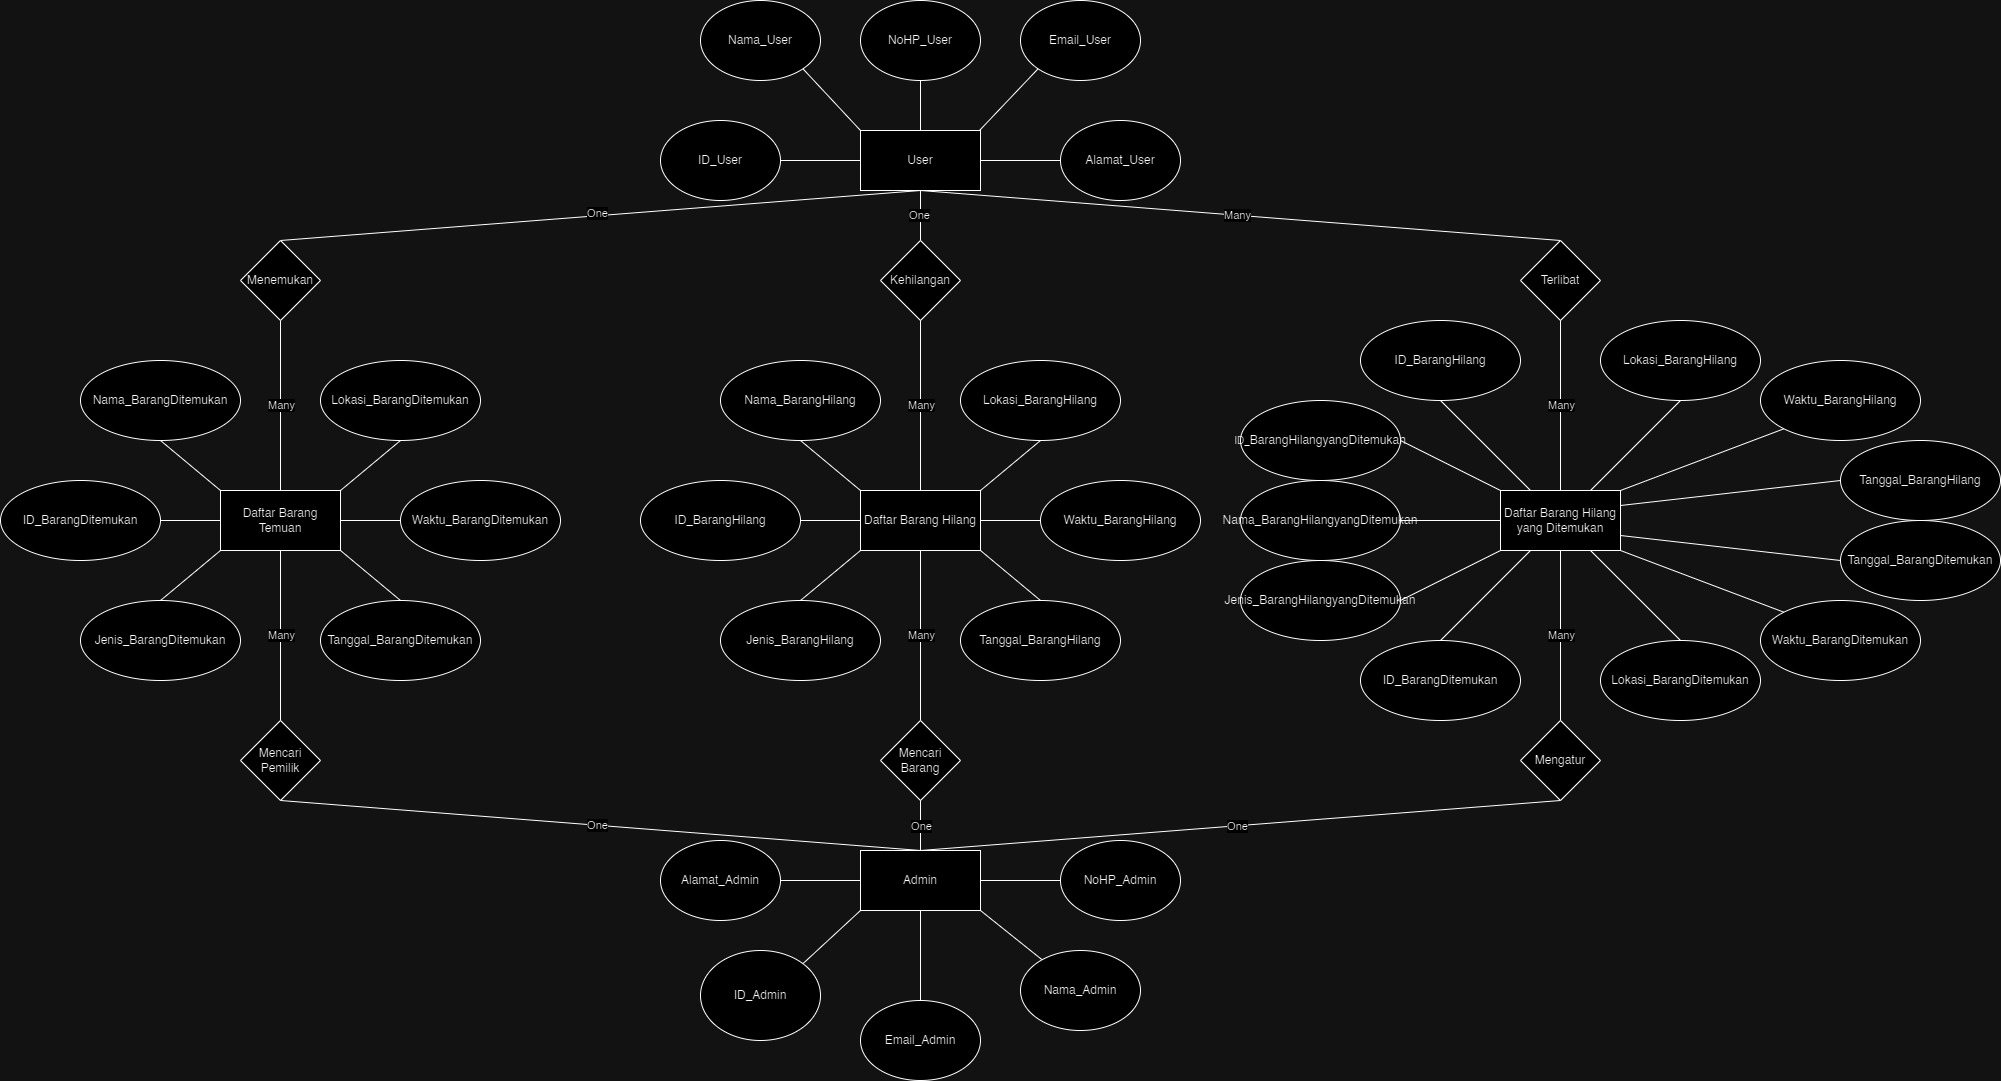 Nama_User
NoHP_User
Email_User
ID_User
User
Alamat_User
One
One
Many
Menemukan
Kehilangan
Terlibat
ID_BarangHilang
Lokasi_BarangHilang
Nama_BarangDitemukan
Many
Lokasi_BarangDitemukan
Nama_BarangHilang
Many
Lokasi_BarangHilang
Many
Waktu_BarangHilang
ID_BarangHilangyangDitemukan
Tanggal_BarangHilang
ID_BarangDitemukan
Daftar Barang
Temuan
Waktu_BarangDitemukan
ID_BarangHilang
Daftar Barang Hilang
Waktu_BarangHilang
Nama_BarangHilangyangDitemukan
Daftar Barang Hilang
yang Ditemukan
Tanggal_BarangDitemukan
Jenis_BarangHilangyangDitemukan
Jenis_BarangDitemukan
Many
Tanggal_BarangDitemukan
Jenis_BarangHilang
Many
Tanggal_BarangHilang
Many
Waktu_BarangDitemukan
ID_BarangDitemukan
Lokasi_BarangDitemukan
Mencari
Pemilik
Mencari
Barang
Mengatur
One
One
One
Alamat_Admin
Admin
NoHP_Admin
ID_Admin
Nama_Admin
Email_Admin